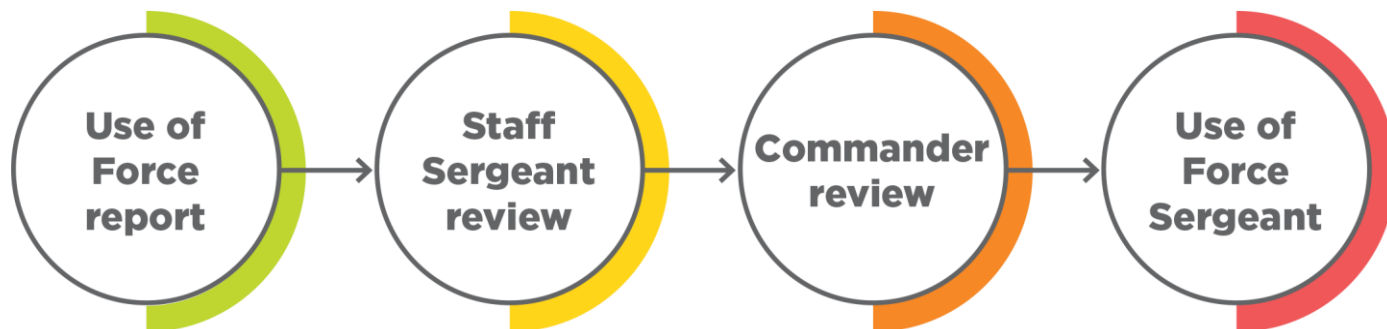 Use of
Force
report
Staff
Sergeant
review
Commander
review
Use of
Force
Sergeant